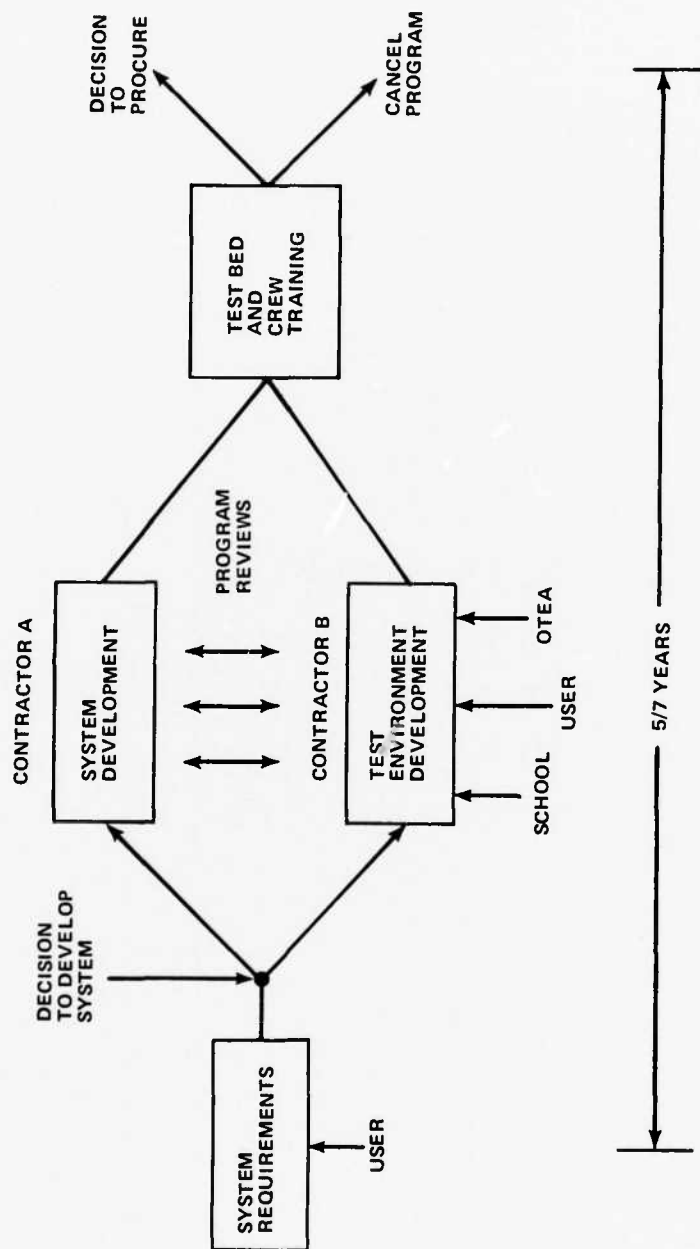 SYSTEM
REQUIREMENTS
USER
DECISION
TO DEVELOP
SYSTEM
CONTRACTOR A
SYSTEM
DEVELOPMENT
PROGRAM
REVIEWS
CONTRACTOR B
TEST
ENVIRONMENT
DEVELOPMENT
SCHOOL
USER
OTEA
TEST BED
AND
CREW
TRAINING
DECISION
TO
PROCURE
CANCEL
PROGRAM
5/7 YEARS